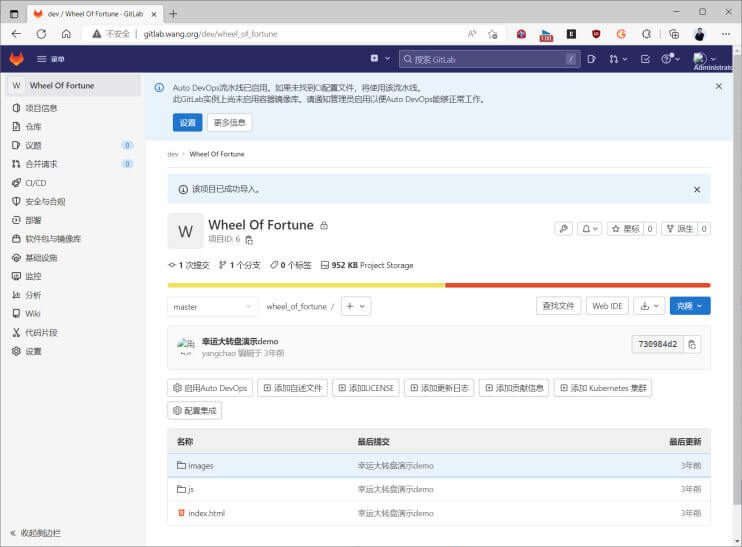 dev / Wheel Of Fortune · GitLab
不安全 | gitlab.wang.org/dev/wheel_of_fortune
1.00
菜单
搜索 GitLab
/
Administrator
W Wheel Of Fortune
项目信息
仓库
议题 0
合并请求 0
CI/CD
安全与合规
部署
软件包与镜像库
基础设施
监控
分析
Wiki
代码片段
设置
收起侧边栏
Auto DevOps流水线已启用。如果未找到CI配置文件，将使用该流水线。
此GitLab实例上尚未启用容器镜像库。请通知管理员启用以便Auto DevOps能够正常工作。
设置 更多信息
dev › Wheel Of Fortune
该项目已成功导入。
W
Wheel Of Fortune
项目ID: 6
星标 0 派生 0
1 次提交 1 个分支 0 个标签 952 KB Project Storage
master wheel_of_fortune / + 查找文件 Web IDE 克隆
幸运大转盘演示demo
yangchao 编辑于 3年前
730984d2
启用Auto DevOps 添加自述文件 添加LICENSE 添加更新日志 添加贡献信息 添加 Kubernetes 集群
配置集成
名称 最后提交 最后更新
images 幸运大转盘演示demo 3年前
js 幸运大转盘演示demo 3年前
index.html 幸运大转盘演示demo 3年前